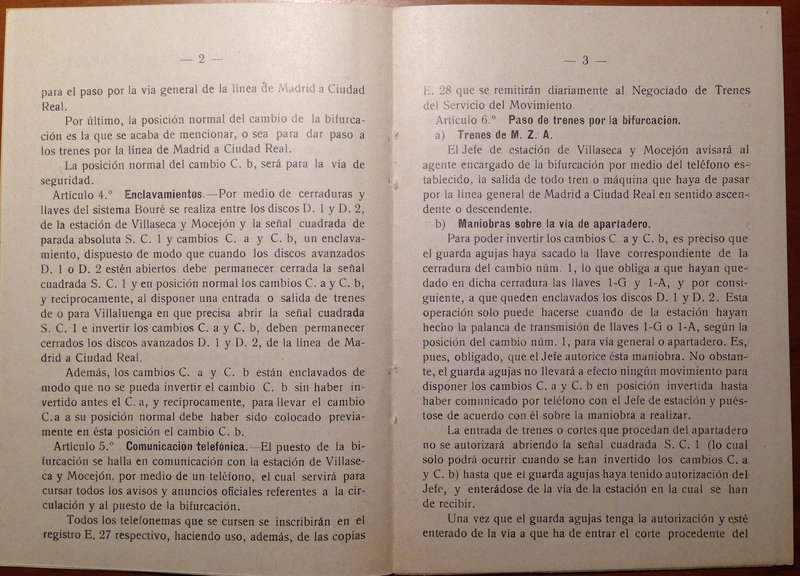 — 2 —
para el paso por la vía general de la línea de Madrid a Ciudad
Real.
Por último, la posición normal del cambio de la bifurca-
ción es la que se acaba de mencionar, o sea para dar paso a
los trenes por la línea de Madrid a Ciudad Real.
La posición normal del cambio C. b, será para la vía de
seguridad.
Artículo 4.º Enclavamientos.—Por medio de cerraduras y
llaves del sistema Bouré se realiza entre los discos D. 1 y D. 2,
de la estación de Villaseca y Mocejón y la señal cuadrada de
parada absoluta S. C. 1 y cambios C. a y C. b, un enclava-
miento, dispuesto de modo que cuando los discos avanzados
D. 1 o D. 2 estén abiertos debe permanecer cerrada la señal
cuadrada S. C. 1 y en posición normal los cambios C. a y C. b,
y recíprocamente, al disponer una entrada o salida de trenes
de o para Villaluenga en que precisa abrir la señal cuadrada
S. C. 1 e invertir los cambios C. a y C. b, deben permanecer
cerrados los discos avanzados D. 1 y D. 2, de la línea de Ma-
drid a Ciudad Real.
Además, los cambios C. a y C. b están enclavados de
modo que no se pueda invertir el cambio C. b sin haber in-
vertido antes el C. a, y recíprocamente, para llevar el cambio
C. a a su posición normal debe haber sido colocado previa-
mente en ésta posición el C. b.
Artículo 5.º Comunicación telefónica.—El puesto de la bi-
furcación se halla en comunicación con la estación de Villase-
ca y Mocejón, por medio de un teléfono, el cual servirá para
cursar todos los avisos y anuncios oficiales referentes a la cir-
culación y al puesto de la bifurcación.
Todos los telefonemas que se cursen se inscribirán en el
registro E. 27 respectivo, haciendo uso, además, de las copias
— 3 —
E. 28 que se remitirán diariamente al Negociado de Trenes
del Servicio del Movimiento.
Artículo 6.º Paso de trenes por la bifurcación.
a) Trenes de M. Z. A.
El Jefe de estación de Villaseca y Mocejón avisará al
agente encargado de la bifurcación por medio del teléfono es-
tablecido, la salida de todo tren o máquina que haya de pasar
por la línea general de Madrid a Ciudad Real en sentido ascen-
dente o descendente.
b) Maniobras sobre la vía de apartadero.
Para poder invertir los cambios C. a y C. b, es preciso que
el guarda agujas haya sacado la llave correspondiente de la
cerradura del cambio núm. 1, lo que obliga a que hayan que-
dado en dicha cerradura las llaves 1-G y 1-A, y por consi-
guiente, a que queden enclavados los discos D. 1 y D. 2. Esta
operación solo puede hacerse cuando de la estación hayan
hecho la palanca de transmisión de llaves 1-G o 1-A, según la
posición del cambio núm. 1, para vía general o apartadero. Es,
pues, obligado, que el Jefe autorice ésta maniobra. No obstan-
te, el guarda agujas no llevará a efecto ningún movimiento para
disponer los cambios C. a y C. b en posición invertida hasta
haber comunicado por teléfono con el Jefe de estación y pués-
tose de acuerdo con él sobre la maniobra a realizar.
La entrada de trenes o cortes que procedan del apartadero
no se autorizará abriendo la señal cuadrada S. C. 1 (lo cual
solo podrá ocurrir cuando se han invertido los cambios C. a
y C. b) hasta que el guarda agujas haya tenido autorización del
Jefe, y enterádose de la vía de la estación en la cual se han
de recibir.
Una vez que el guarda agujas tenga la autorización y esté
enterado de la vía a que ha de entrar el corte procedente del